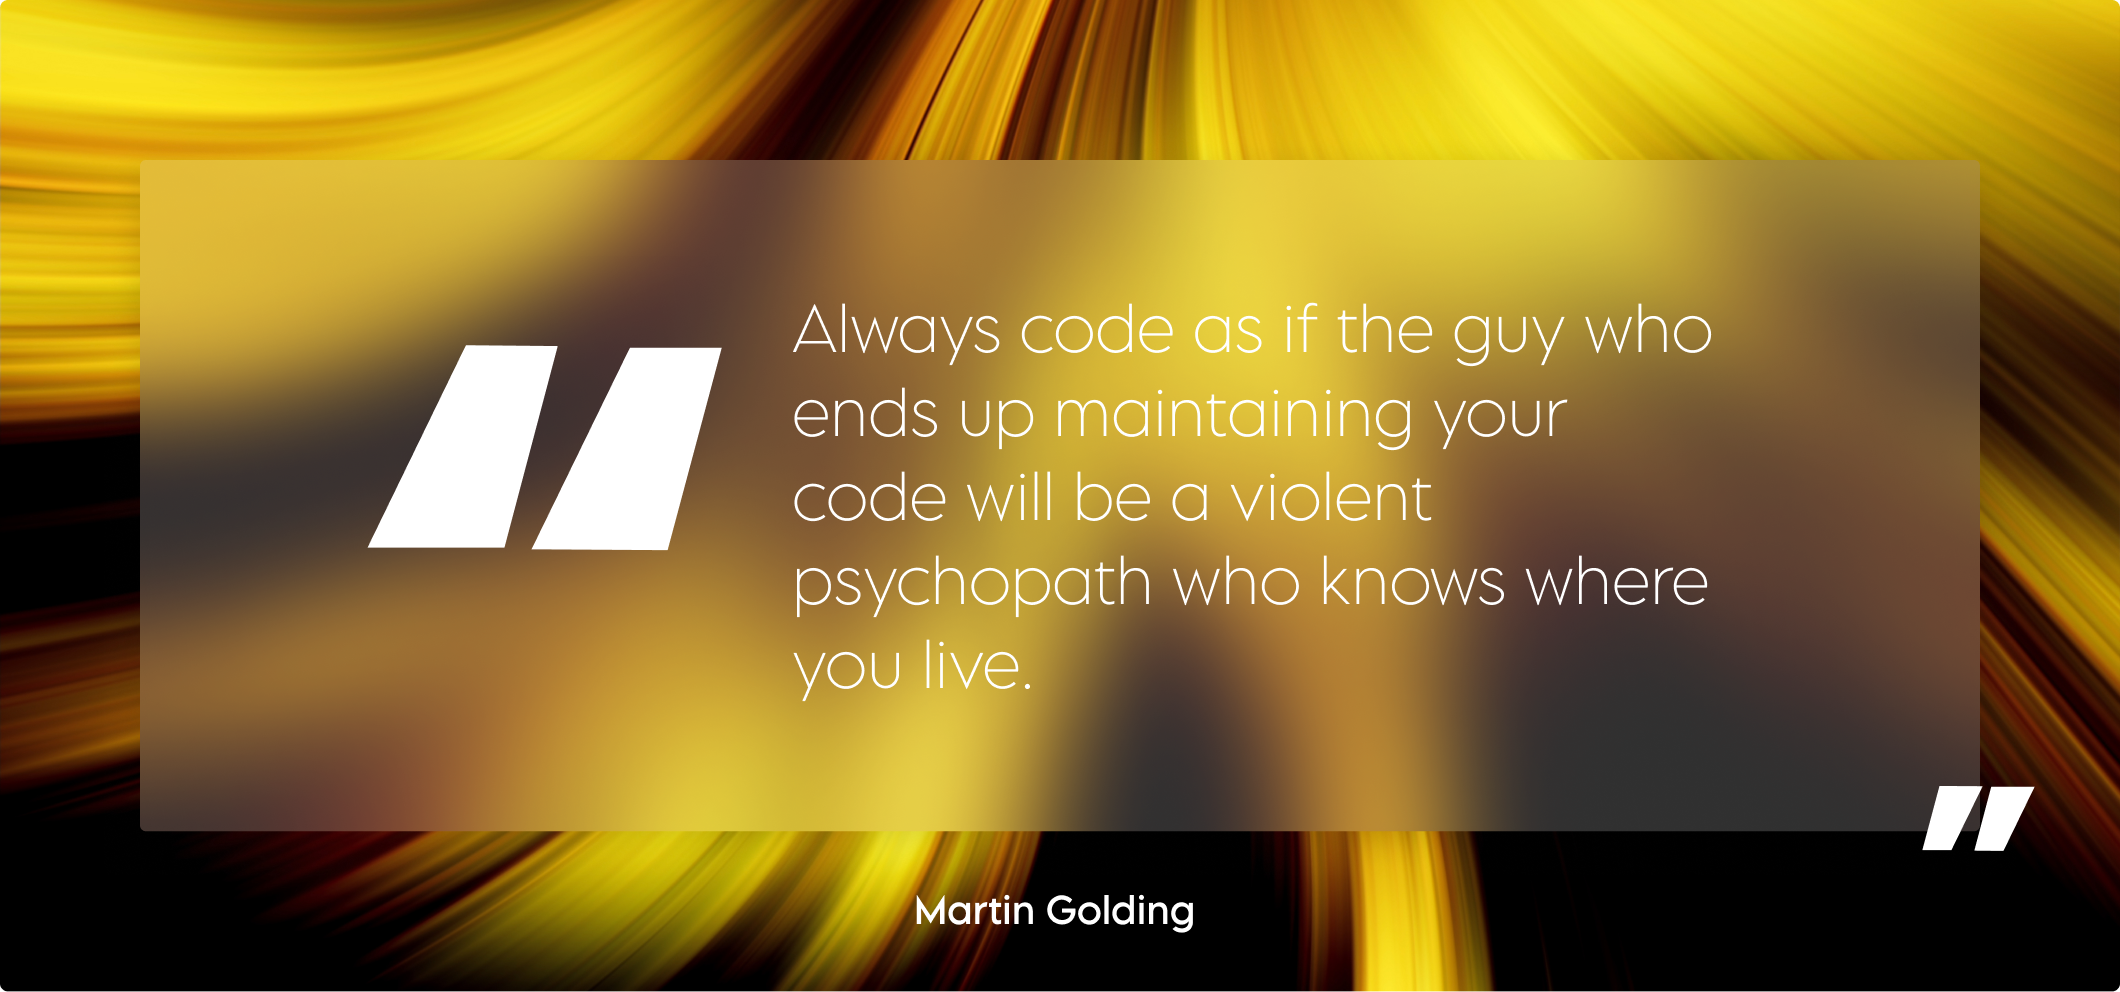 “
Always code as if the guy who
ends up maintaining your
code will be a violent
psychopath who knows where
you live.
”
Martin Golding